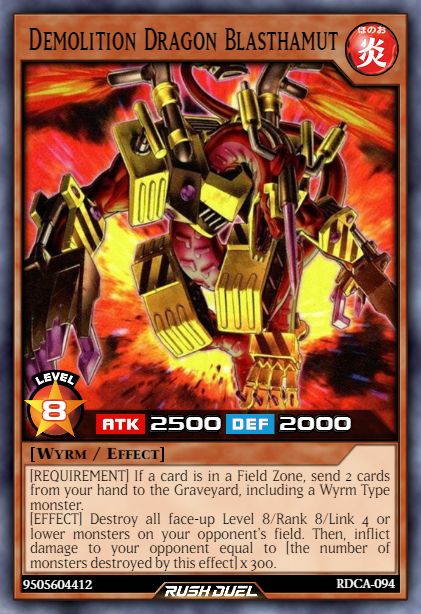 DEMOLITION DRAGON BLASTHAMUT
ほのお
炎
LEVEL
8
ATK 2500 DEF 2000
[WYRM / EFFECT]
[REQUIREMENT] If a card is in a Field Zone, send 2 cards
from your hand to the Graveyard, including a Wyrm Type
monster.
[EFFECT] Destroy all face-up Level 8/Rank 8/Link 4 or
lower monsters on your opponent's field. Then, inflict
damage to your opponent equal to [the number of
monsters destroyed by this effect] x 300.
9505604412
RUSH DUEL
RDCA-094